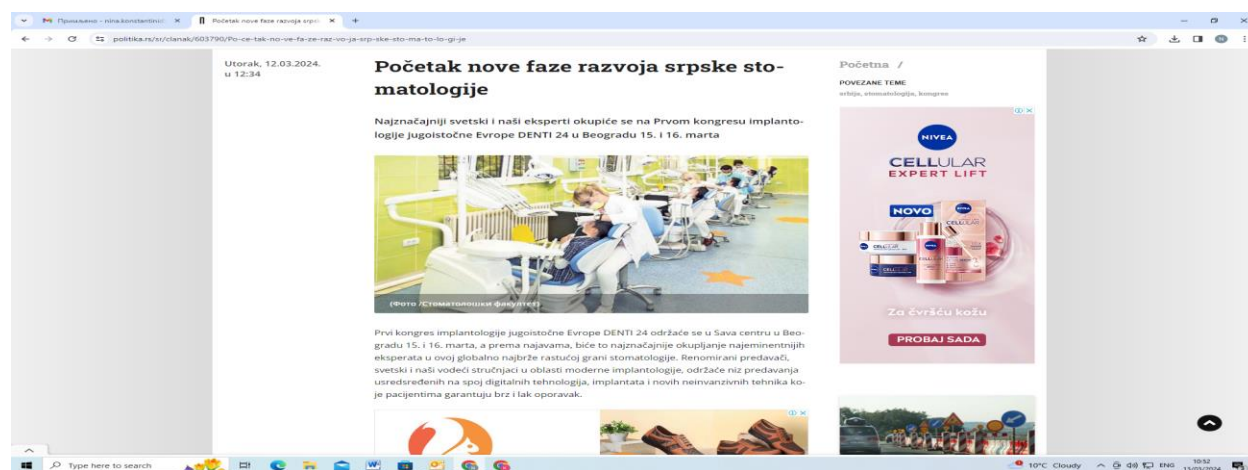 Примљено - nina.konstantinić
Početak nove faze razvoja srps
politika.rs/sr/clanak/603790/Po-ce-tak-no-ve-fa-ze-raz-vo-ja-srp-ske-sto-ma-to-lo-gi-je
Utorak, 12.03.2024.
u 12:34
Početak nove faze razvoja srpske sto-
matologije
Najznačajniji svetski i naši eksperti okupiće se na Prvom kongresu implanto-
logije jugoistočne Evrope DENTI 24 u Beogradu 15. i 16. marta
(Фото /Стоматолошки факултет)
Prvi kongres implantologije jugoistočne Evrope DENTI 24 održaće se u Sava centru u Beo-
gradu 15. i 16. marta, a prema najavama, biće to najznačajnije okupljanje najeminentnijih
eksperata u ovoj globalno najbrže rastućoj grani stomatologije. Renomirani predavači,
svetski i naši vodeći stručnjaci u oblasti moderne implantologije, održaće niz predavanja
usredsređenih na spoj digitalnih tehnologija, implantata i novih neinvanzivnih tehnika ko-
je pacijentima garantuju brz i lak oporavak.
Početna /
POVEZANE TEME
srbija, stomatologija, kongres
NIVEA
CELLULAR
EXPERT LIFT
NOVO
Za čvršću kožu
PROBAJ SADA
Type here to search
10°C Cloudy
ENG
10:52
13/03/2024